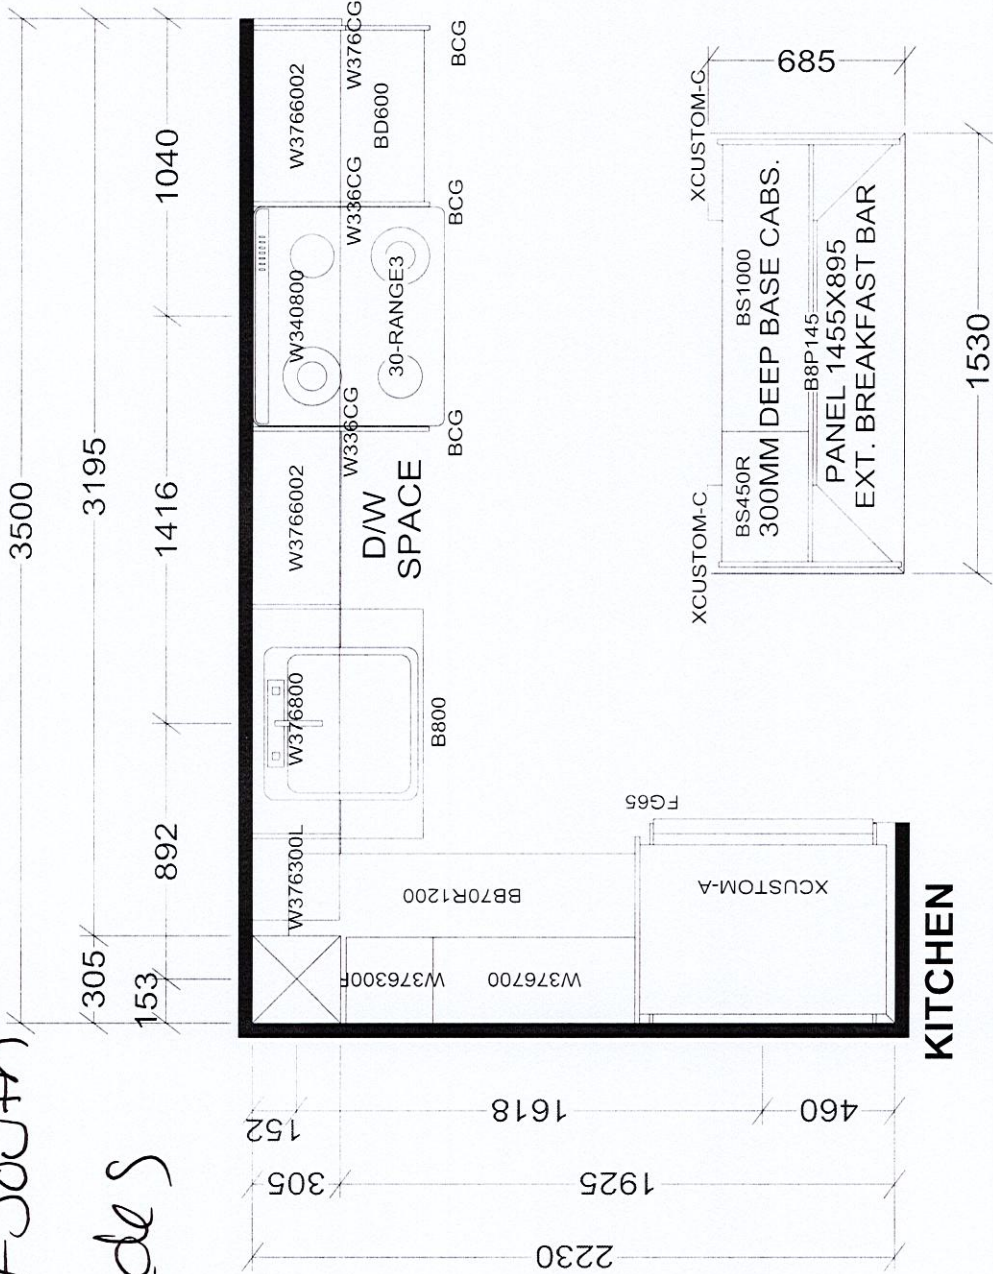 3500
3195
305
1040
1416
892
153
W3766002
W376CG
BD600
BCG
W336CG
BCG
W340800
30-RANGE3
W336CG
BCG
W3766002
D/W
SPACE
W376800
B800
W376300L
BB70R1200
W376700
FG65
XCUSTOM-A
152
1618
460
305
1925
2230
KITCHEN
XCUSTOM-G
XCUSTOM-C
685
BS450R
BS1000
300MM DEEP BASE CABS.
PANEL 1455X895
EXT. BREAKFAST BAR
1530
de S